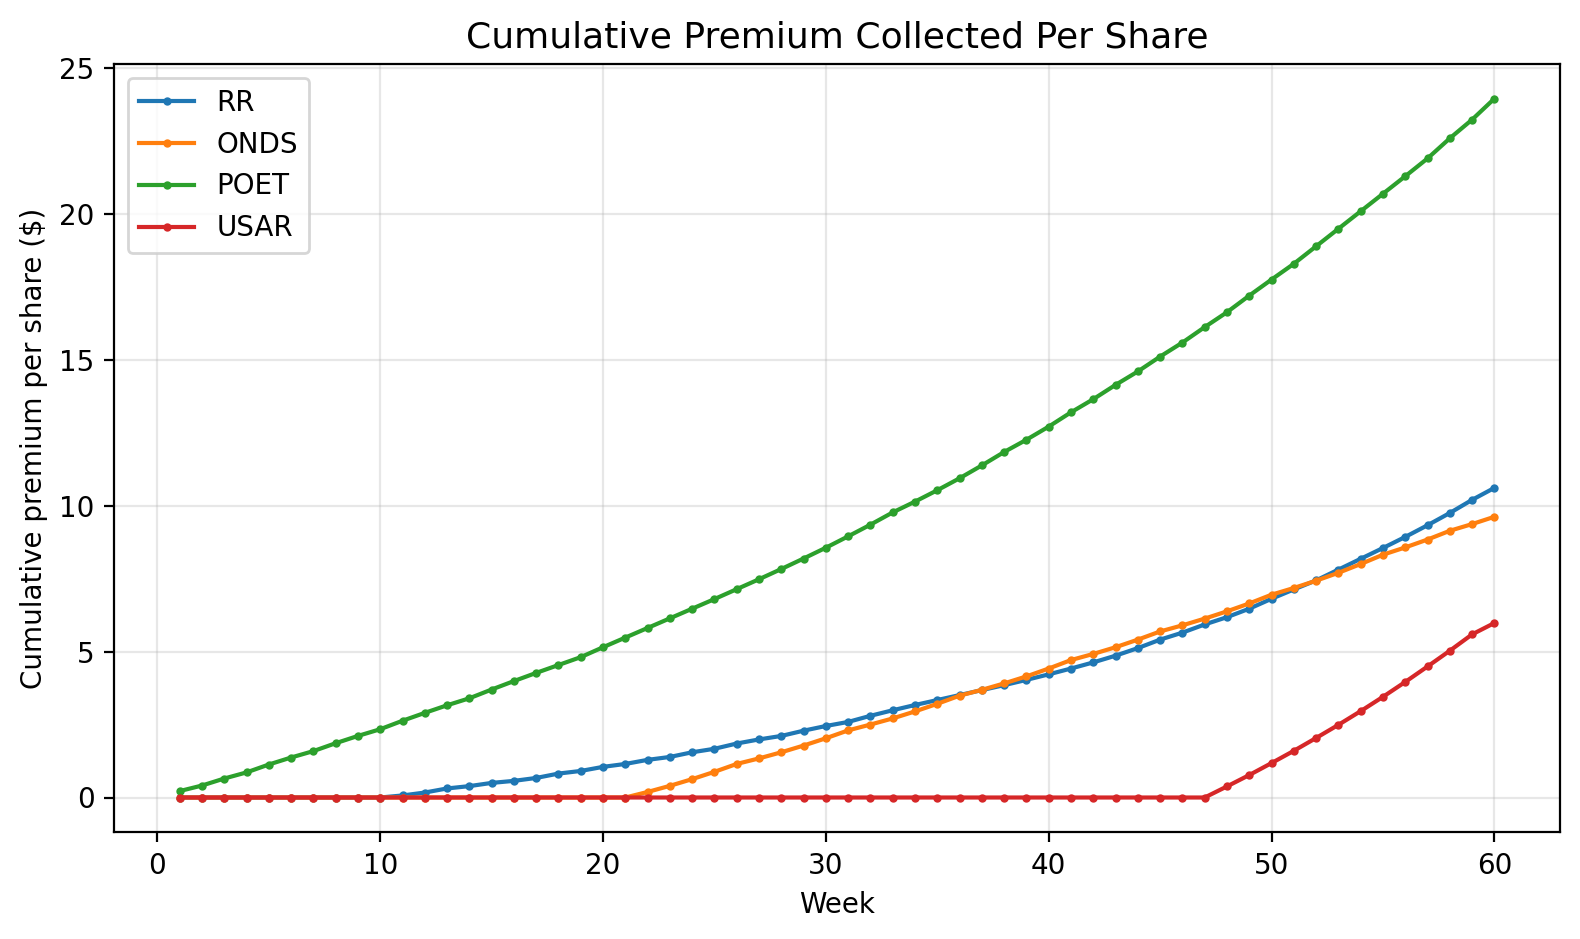 Cumulative Premium Collected Per Share
25
20
15
10
5
0
Cumulative premium per share ($)
RR
ONDS
POET
USAR
0 10 20 30 40 50 60
Week